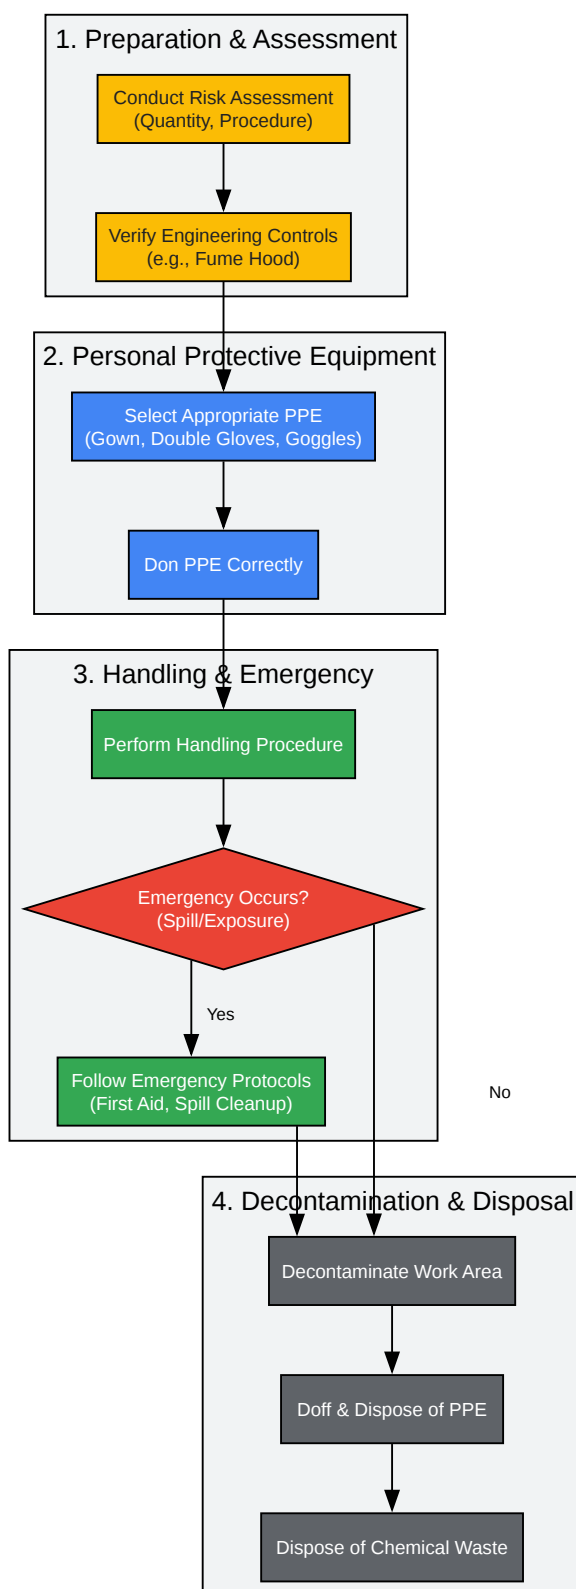 1. Preparation & Assessment
Conduct Risk Assessment
(Quantity, Procedure)
Verify Engineering Controls
(e.g., Fume Hood)
2. Personal Protective Equipment
Select Appropriate PPE
(Gown, Double Gloves, Goggles)
Don PPE Correctly
3. Handling & Emergency
Perform Handling Procedure
Emergency Occurs?
(Spill/Exposure)
Yes
Follow Emergency Protocols
(First Aid, Spill Cleanup)
No
4. Decontamination & Disposal
Decontaminate Work Area
Doff & Dispose of PPE
Dispose of Chemical Waste